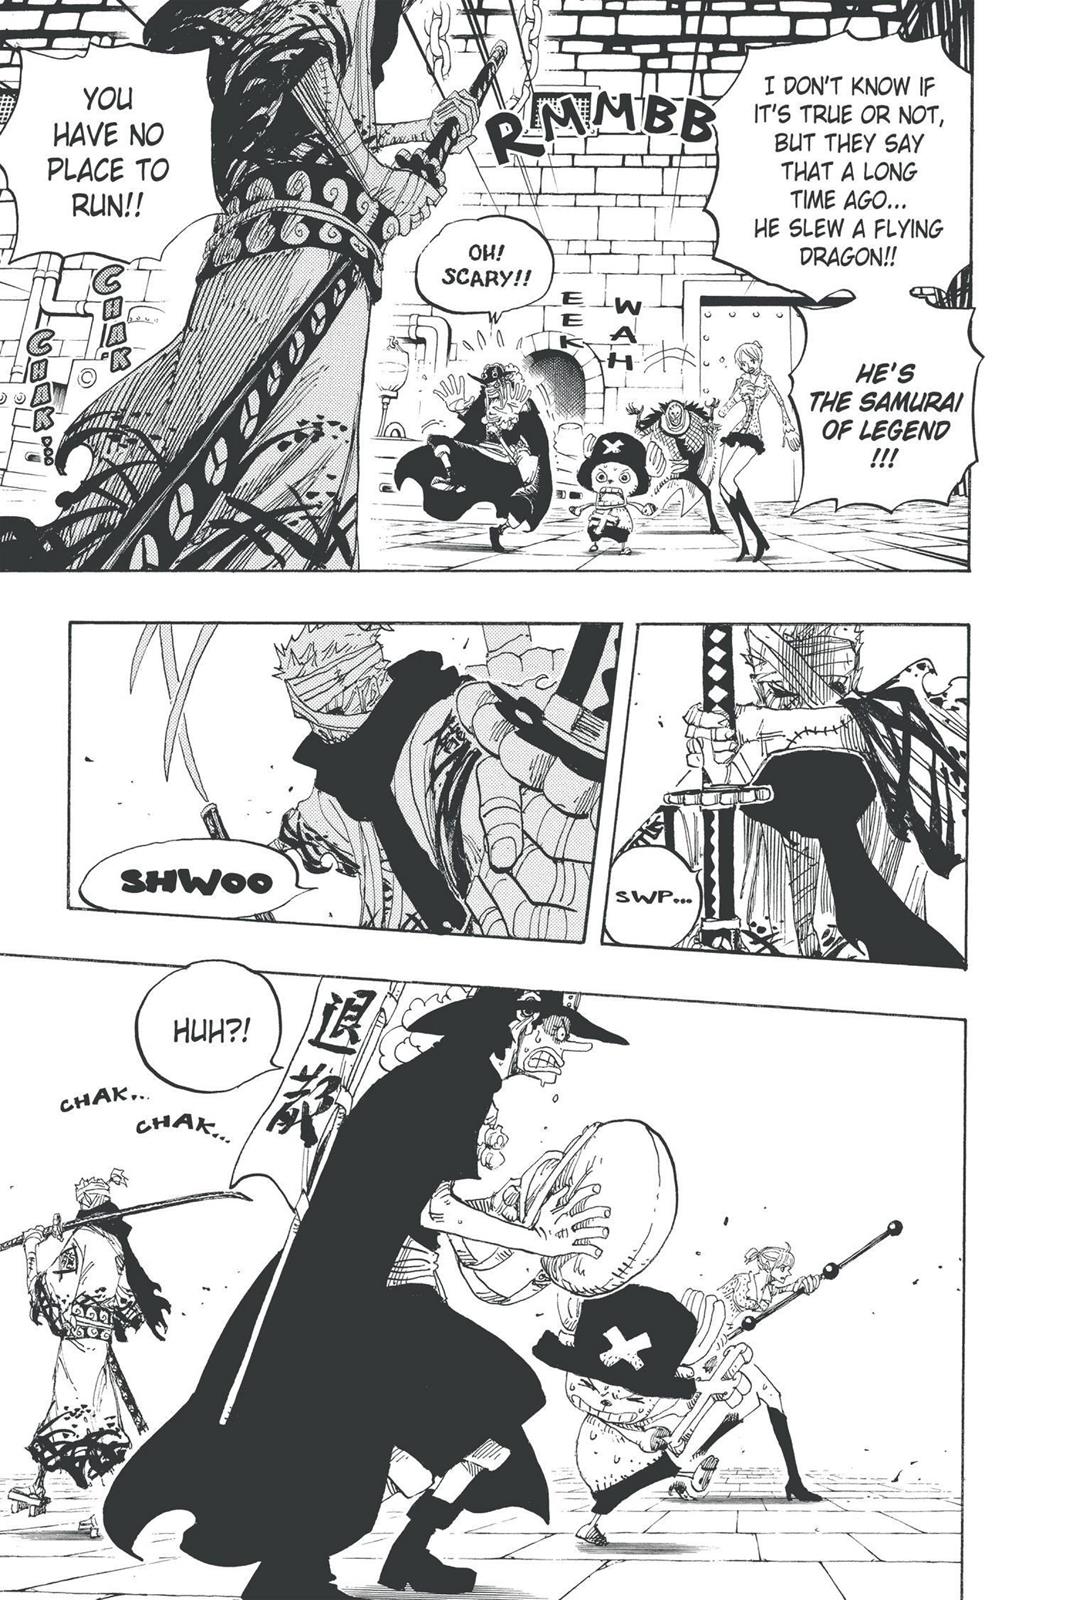 I DON'T KNOW IF
IT'S TRUE OR NOT,
BUT THEY SAY
THAT A LONG
TIME AGO...
HE SLEW A FLYING
DRAGON!!
HE'S
THE SAMURAI
OF LEGEND
!!!
RMMBB
WAH
EEK
OH!
SCARY!!
YOU
HAVE NO
PLACE TO
RUN!!
CHAK
CHAK...
SWP...
SHWOO
HUH?!
退散
CHAK..
CHAK...